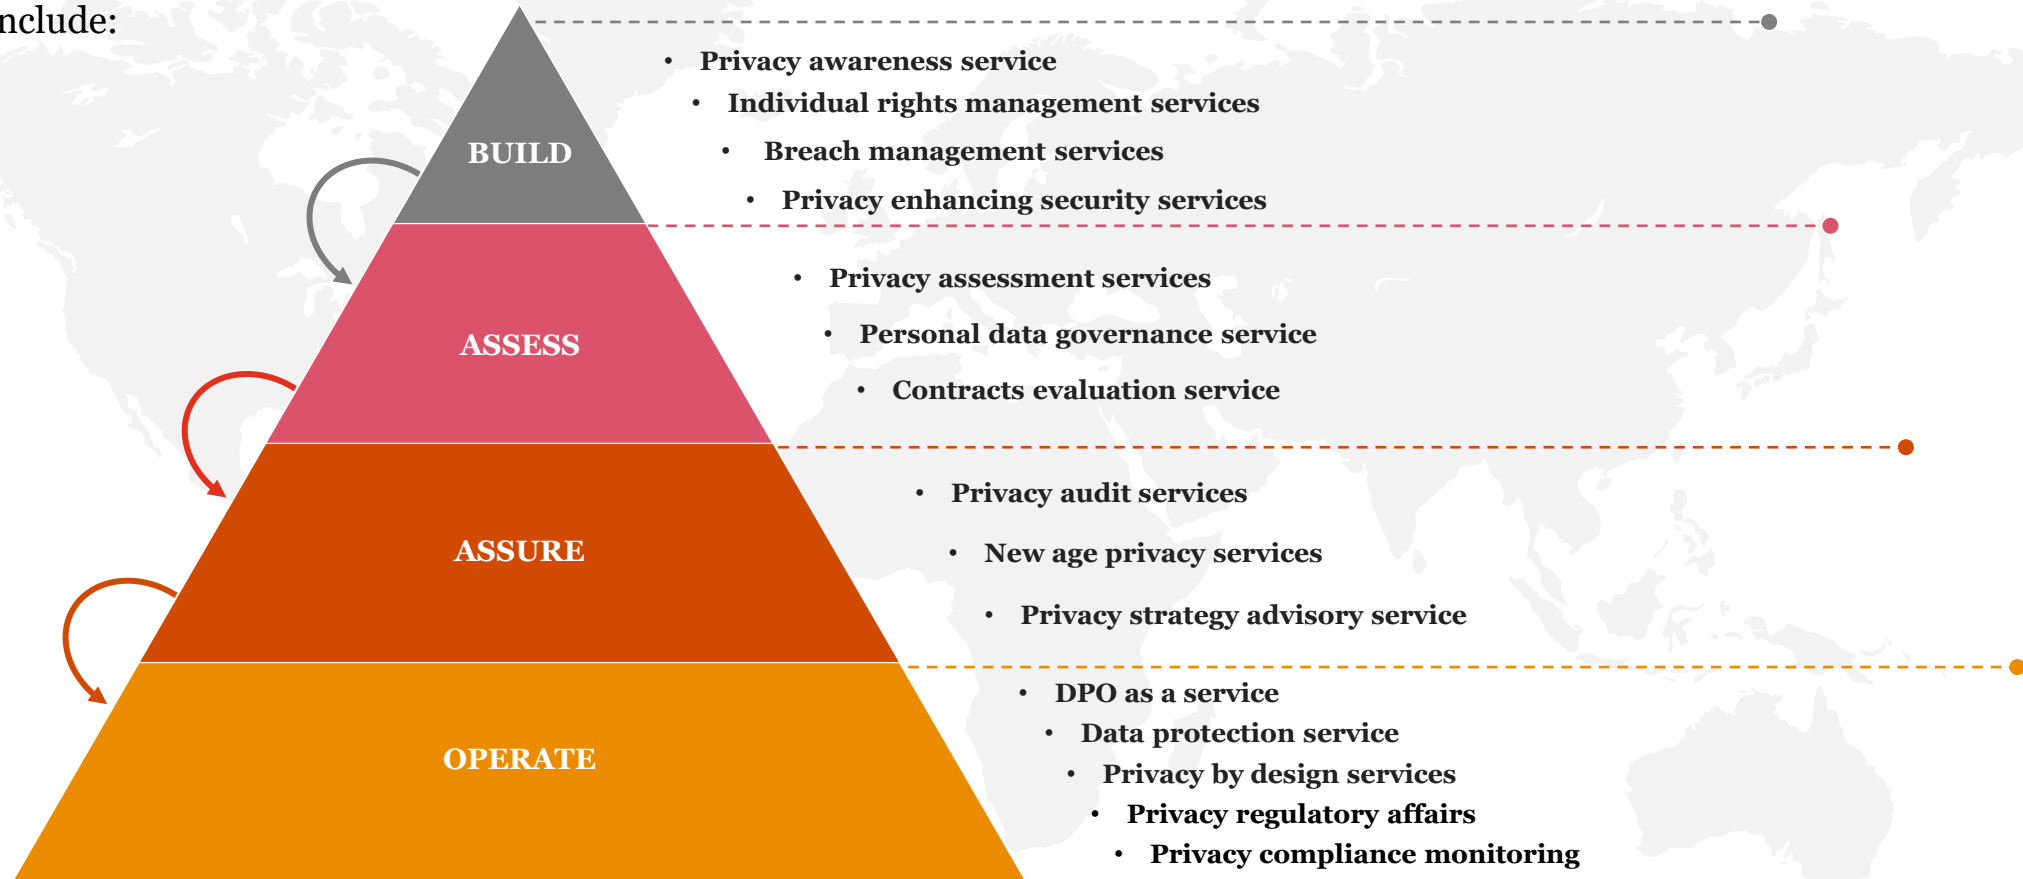 nclude:
• Privacy awareness service
• Individual rights management services
BUILD
• Breach management services
• Privacy enhancing security services
• Privacy assessment services
ASSESS
• Personal data governance service
• Contracts evaluation service
• Privacy audit services
ASSURE
• New age privacy services
• Privacy strategy advisory service
• DPO as a service
• Data protection service
OPERATE
• Privacy by design services
• Privacy regulatory affairs
• Privacy compliance monitoring